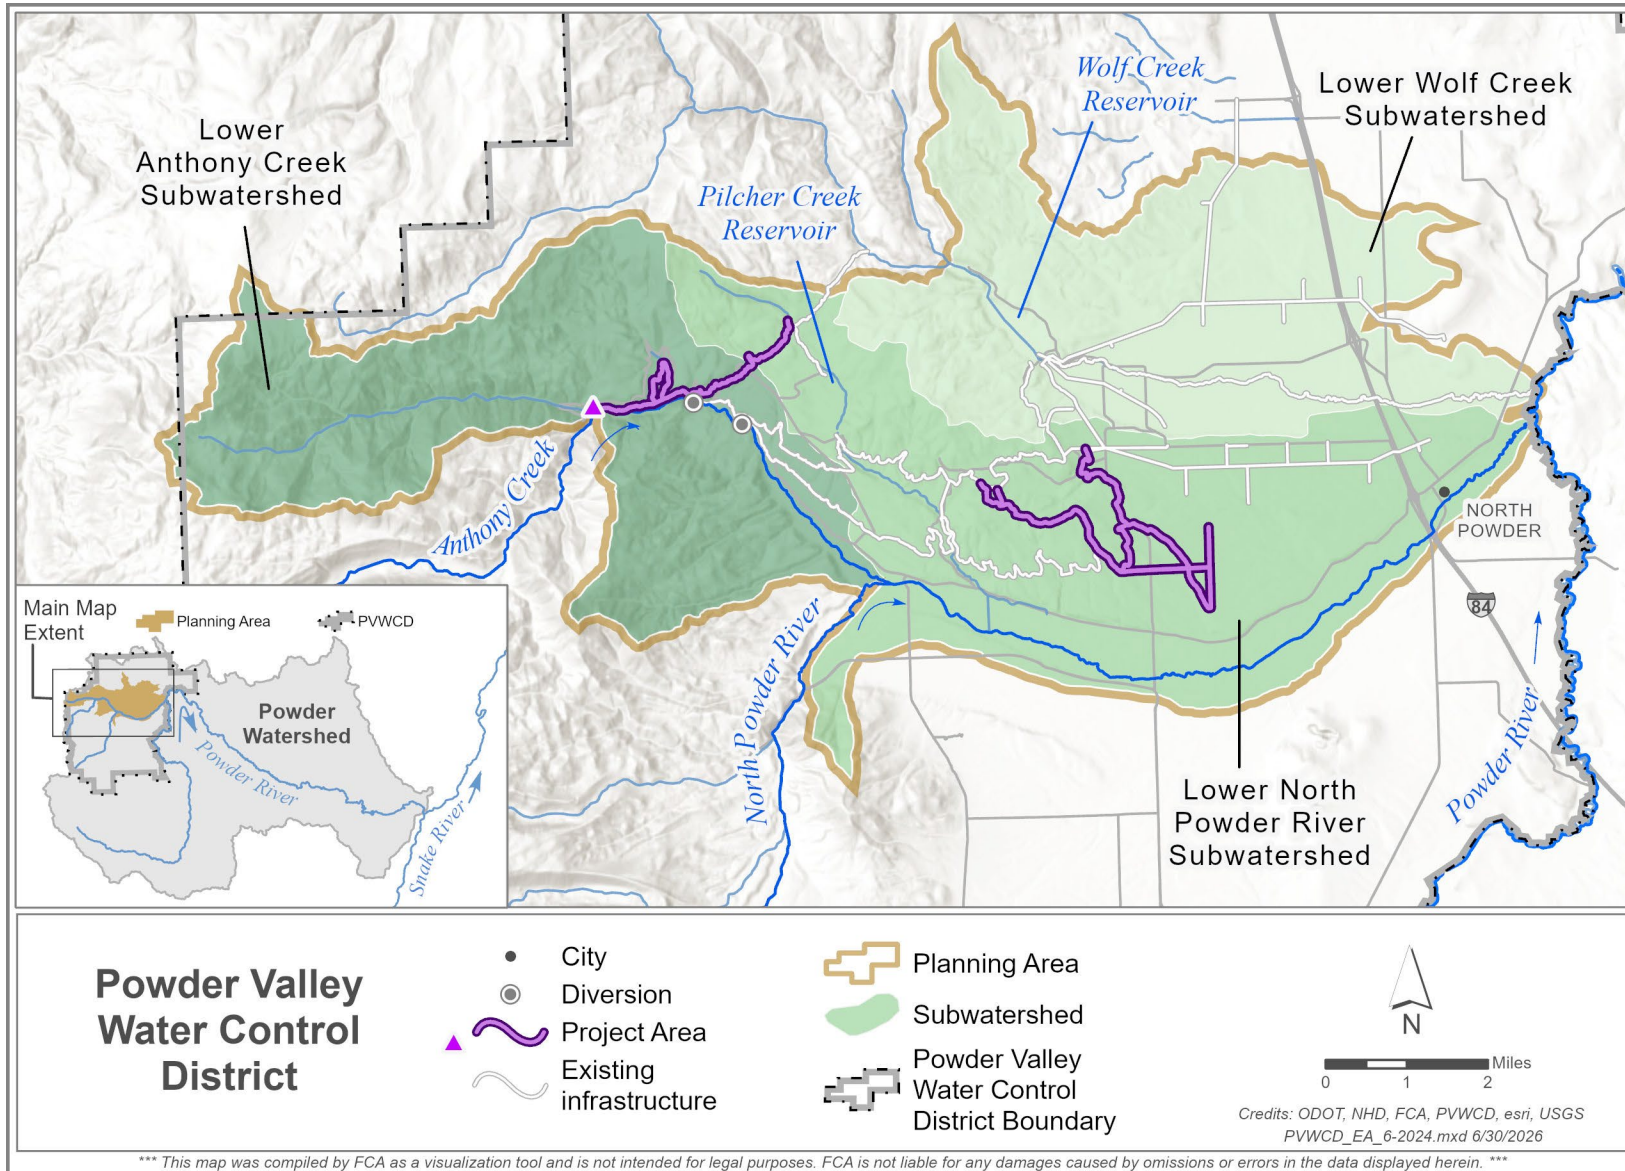 Lower
Anthony Creek
Subwatershed
Pilcher Creek
Reservoir
Wolf Creek
Reservoir
Lower Wolf Creek
Subwatershed
Anthony Creek
North Powder River
NORTH
POWDER
84
Powder River
Lower North
Powder River
Subwatershed
Main Map
Extent
Planning Area
PVWCD
Powder
Watershed
Powder River
Snake River
Powder Valley
Water Control
District
City
Diversion
Project Area
Existing
infrastructure
Planning Area
Subwatershed
Powder Valley
Water Control
District Boundary
N
Miles
0 1 2
Credits: ODOT, NHD, FCA, PVWCD, esri, USGS
PVWCD_EA_6-2024.mxd 6/30/2026
*** This map was compiled by FCA as a visualization tool and is not intended for legal purposes. FCA is not liable for any damages caused by omissions or errors in the data displayed herein. ***